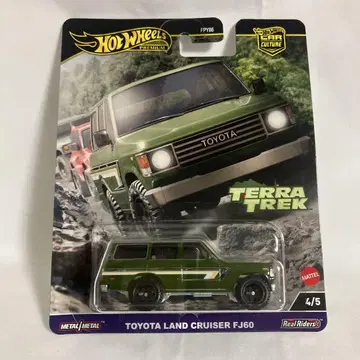 HOT WHEELS
PREMIUM
FPY86
CAR
CULTURE
TOYOTA
TERRA
TREK
MATTEL
4/5
METAL/METAL
TOYOTA LAND CRUISER FJ60
Real Riders